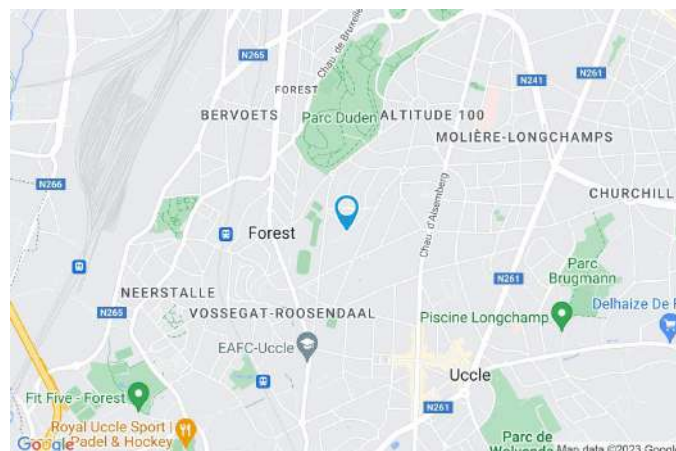 N265
Chau. de Bruxelle
N261
N241
FOREST
BERVOETS
Parc Duden
ALTITUDE 100
MOLIÈRE-LONGCHAMPS
N266
CHURCHILL
Chau. d'Alsemberg
Forest
Parc
Brugmann
N261
NEERSTALLE
N265
VOSSEGAT-ROOSENDAAL
Piscine Longchamp
Delhaize De F
EAFC-Uccle
Uccle
Fit Five - Forest
N261
Royal Uccle Sport |
Padel & Hockey
Google
Parc de
Map data ©2023 Google